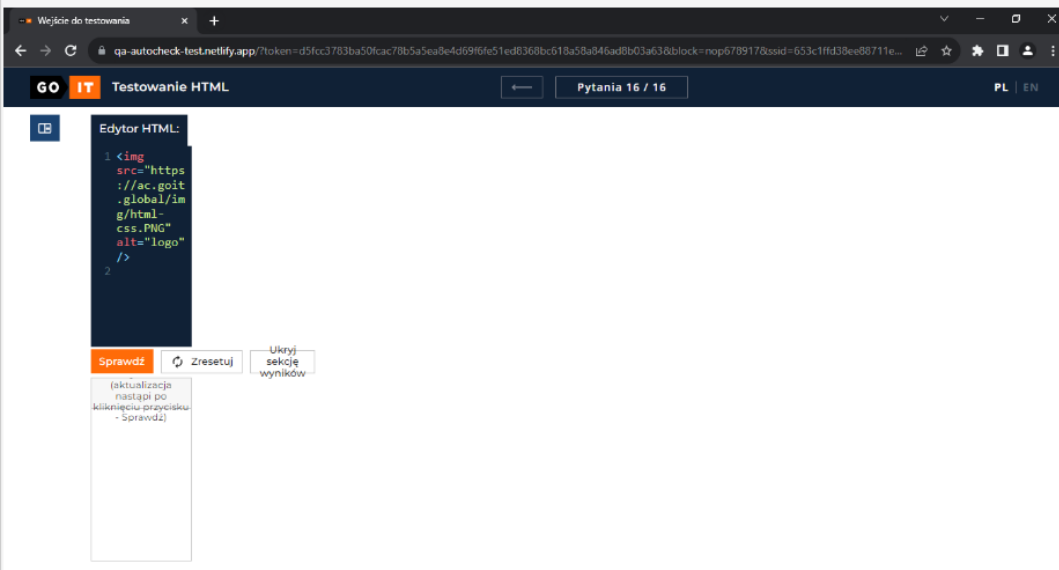 Wejście do testowania
qa-autocheck-test.netlify.app/?token=d5fcc3783ba50fcac78b5a5ea8e4d69f6fe51ed8368bc618a58a846ad8b03a63&block=nop678917&ssid=653c1ffd38ee88711e...
GO IT Testowanie HTML
Pytania 16 / 16
PL | EN
Edytor HTML:
1 <img
src="https
://ac.goit
.global/im
g/html-
css.PNG"
alt="logo"
/>
2
Sprawdź
Zresetuj
Ukryj
sekcję
wyników
(aktualizacja
nastąpi po
kliknięciu przycisku
- Sprawdź)